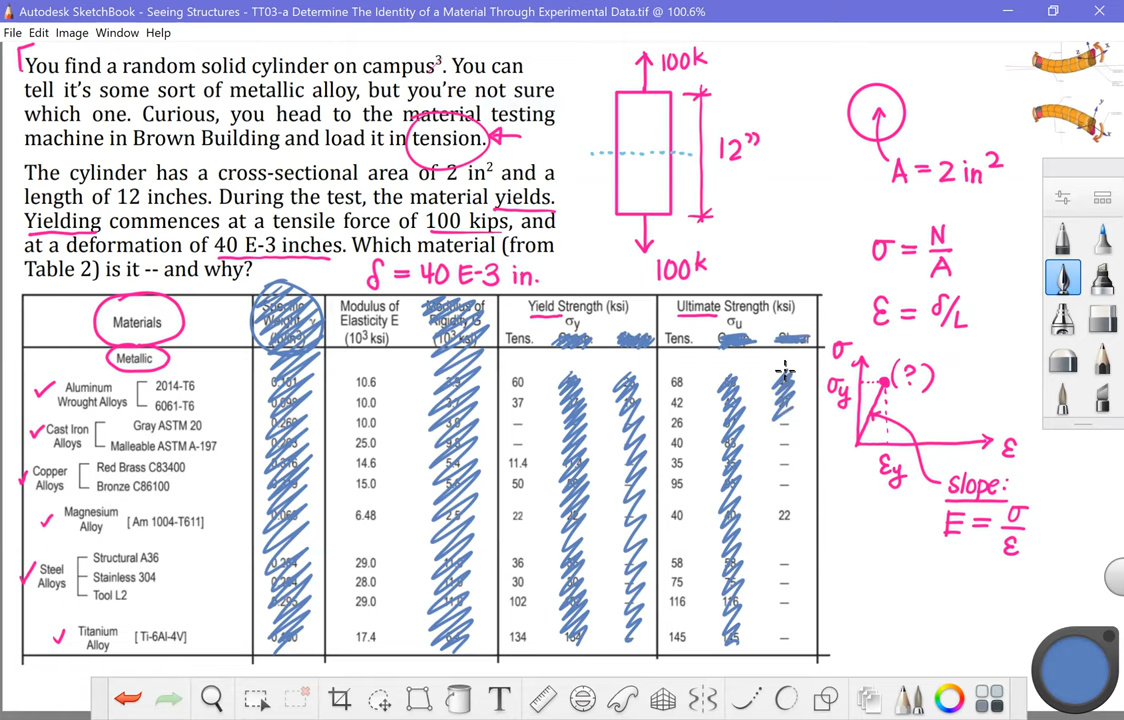 Autodesk SketchBook - Seeing Structures - TT03-a Determine The Identity of a Material Through Experimental Data.tif @ 100.6%
File Edit Image Window Help
You find a random solid cylinder on campus³. You can
tell it's some sort of metallic alloy, but you're not sure
which one. Curious, you head to the material testing
machine in Brown Building and load it in tension.
The cylinder has a cross-sectional area of 2 in² and a
length of 12 inches. During the test, the material yields.
Yielding commences at a tensile force of 100 kips, and
at a deformation of 40 E-3 inches. Which material (from
Table 2) is it -- and why?
δ = 40 E-3 in.
100k
12"
100k
A = 2 in²
σ = N/A
ε = δ/L
σ
σy
(?)
ε
εy
slope:
E = σ/ε
Materials
Modulus of Elasticity E (10³ ksi)
Yield Strength (ksi) σy
Tens.
Ultimate Strength (ksi) σu
Tens.
Metallic
Aluminum Wrought Alloys
2014-T6 10.6 60 68
6061-T6 10.0 37 42
Cast Iron Alloys
Gray ASTM 20 10.0 – 26 –
Malleable ASTM A-197 25.0 – 40 –
Copper Alloys
Red Brass C83400 14.6 11.4 35 –
Bronze C86100 15.0 50 95 –
Magnesium Alloy [Am 1004-T611] 6.48 22 40 22
Steel Alloys
Structural A36 29.0 36 58 –
Stainless 304 28.0 30 75 –
Tool L2 29.0 102 116 –
Titanium Alloy [Ti-6Al-4V] 17.4 134 145 –
T